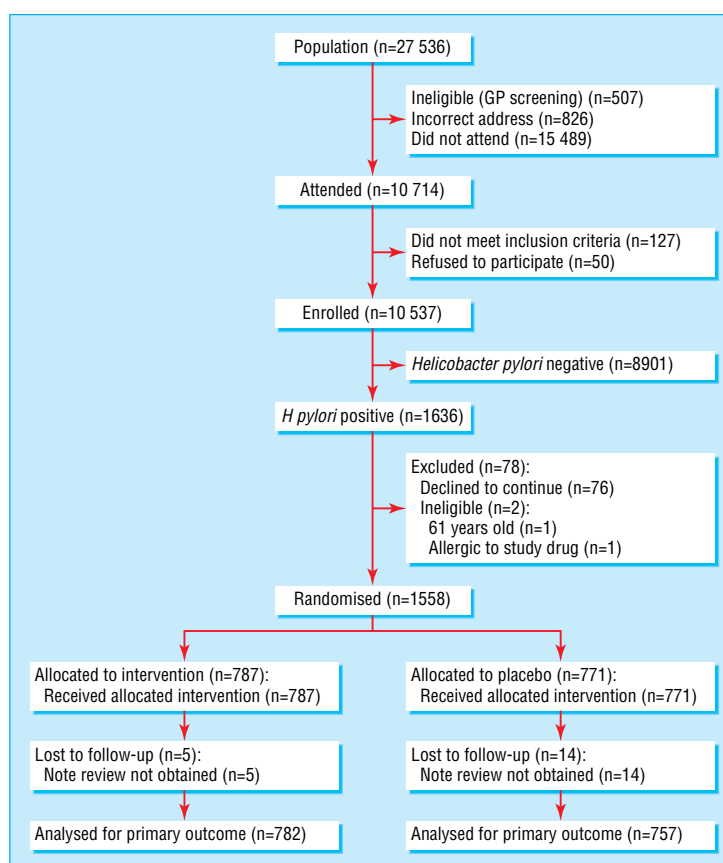 Population (n=27 536)
Ineligible (GP screening) (n=507)
Incorrect address (n=826)
Did not attend (n=15 489)
Attended (n=10 714)
Did not meet inclusion criteria (n=127)
Refused to participate (n=50)
Enrolled (n=10 537)
Helicobacter pylori negative (n=8901)
H pylori positive (n=1636)
Excluded (n=78):
Declined to continue (n=76)
Ineligible (n=2):
61 years old (n=1)
Allergic to study drug (n=1)
Randomised (n=1558)
Allocated to intervention (n=787):
Received allocated intervention (n=787)
Allocated to placebo (n=771):
Received allocated intervention (n=771)
Lost to follow-up (n=5):
Note review not obtained (n=5)
Lost to follow-up (n=14):
Note review not obtained (n=14)
Analysed for primary outcome (n=782)
Analysed for primary outcome (n=757)